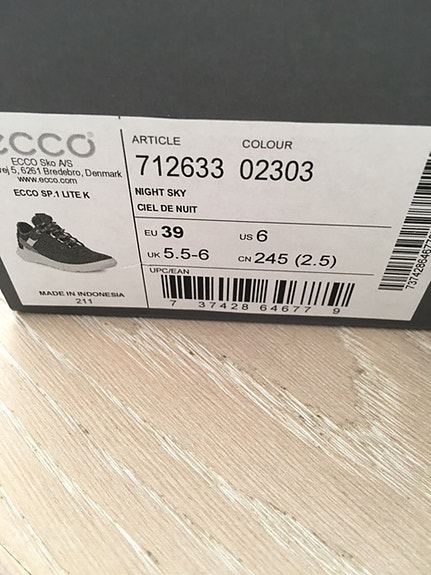 ecco
ECCO Sko A/S
vej 5, 6261 Bredebro, Denmark
www.ecco.com
ECCO SP.1 LITE K
MADE IN INDONESIA
211
ARTICLE COLOUR
712633 02303
NIGHT SKY
CIEL DE NUIT
EU 39 US 6
UK 5.5-6 CN 245 (2.5)
UPC/EAN
7 37428 64677 9